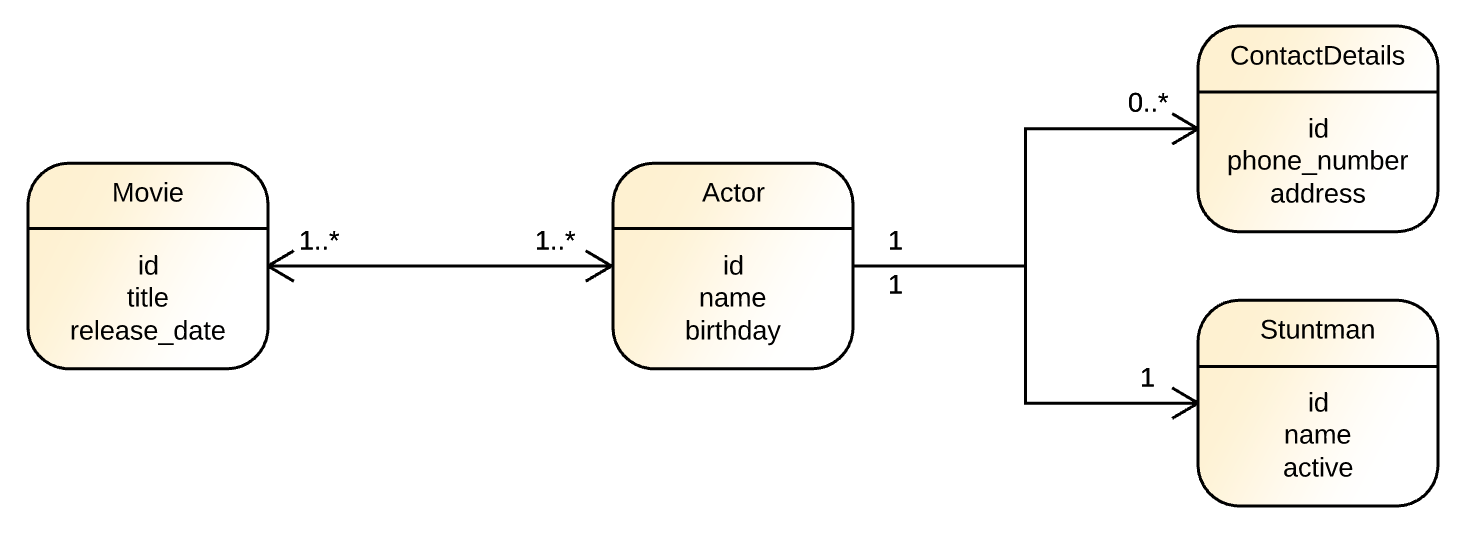 Movie
id
title
release_date
1..*
1..*
Actor
id
name
birthday
1
1
0..*
ContactDetails
id
phone_number
address
1
Stuntman
id
name
active